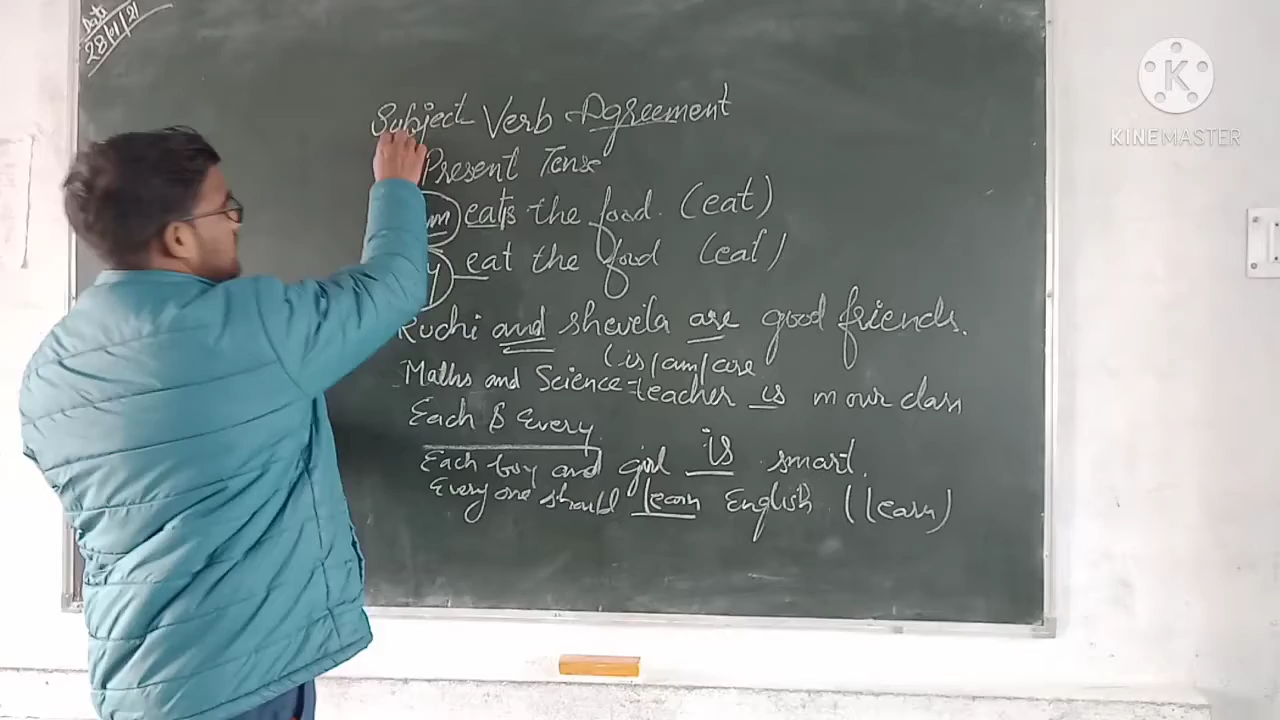 Date
28/01/21
Subject Verb Agreement
Present Tense
m eats the food. (eat)
y eat the food (eat)
Ruchi and sheela are good friends.
(is/am/are
Maths and Science-teacher is in our class
Each & Every
Each boy and girl is smart.
Every one should learn English (learn)
KINEMASTER